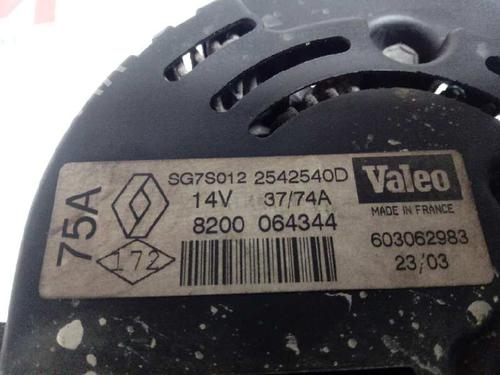 75A
172
SG7S012 2542540D
14V 37/74A
8200 064344
Valeo
MADE IN FRANCE
603062983
23/03